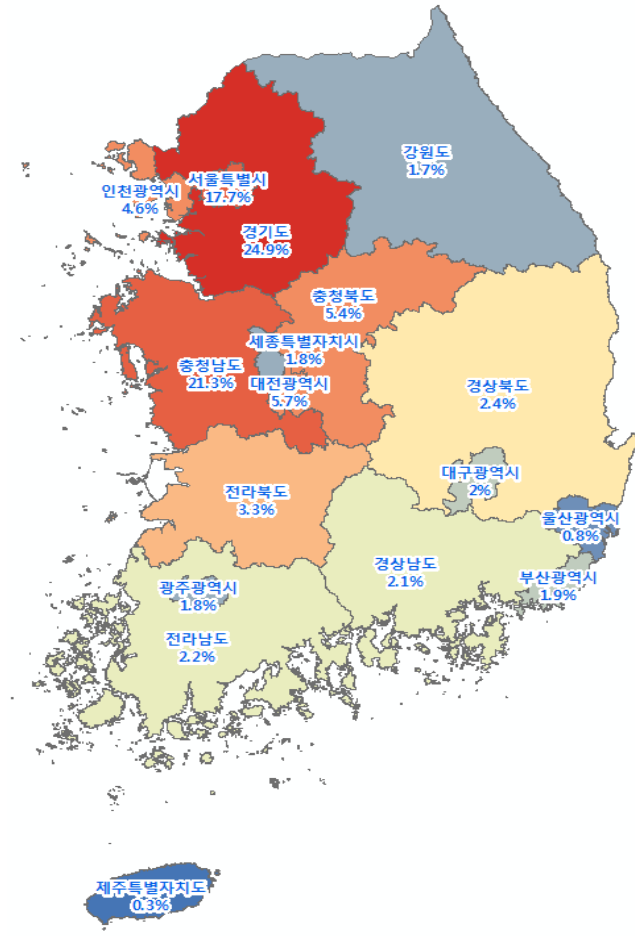 강원도
1.7%
서울특별시
17.7%
인천광역시
4.6%
경기도
24.9%
충청북도
5.4%
세종특별자치시
1.8%
충청남도
21.3%
대전광역시
5.7%
경상북도
2.4%
대구광역시
2%
전라북도
3.3%
울산광역시
0.8%
경상남도
2.1%
부산광역시
1.9%
광주광역시
1.8%
전라남도
2.2%
제주특별자치도
0.3%